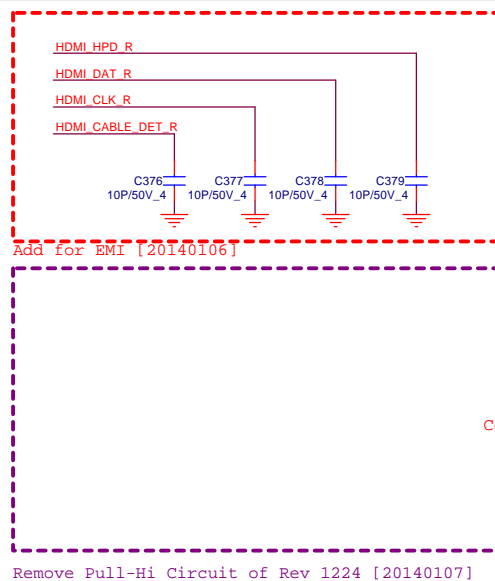 HDMI_HPD_R
HDMI_DAT_R
HDMI_CLK_R
HDMI_CABLE_DET_R
C376 C377 C378 C379
10P/50V_4 10P/50V_4 10P/50V_4 10P/50V_4
Add for EMI [20140106]
Remove Pull-Hi Circuit of Rev 1224 [20140107]